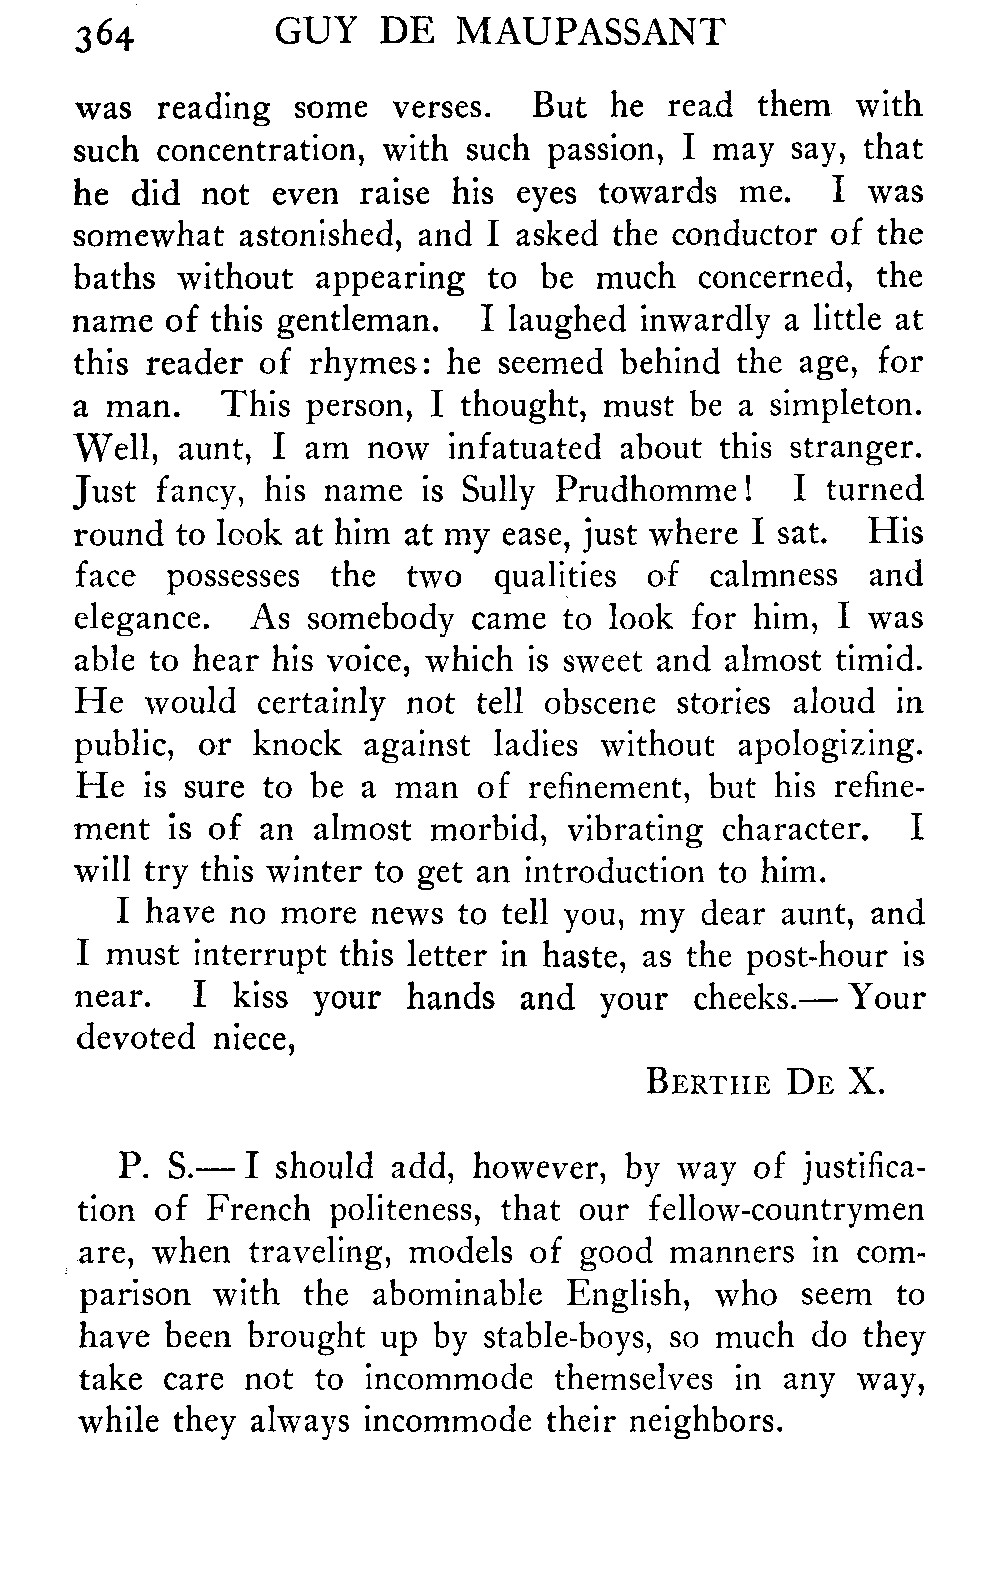 364 GUY DE MAUPASSANT
was reading some verses. But he read them with
such concentration, with such passion, I may say, that
he did not even raise his eyes towards me. I was
somewhat astonished, and I asked the conductor of the
baths without appearing to be much concerned, the
name of this gentleman. I laughed inwardly a little at
this reader of rhymes: he seemed behind the age, for
a man. This person, I thought, must be a simpleton.
Well, aunt, I am now infatuated about this stranger.
Just fancy, his name is Sully Prudhomme! I turned
round to look at him at my ease, just where I sat. His
face possesses the two qualities of calmness and
elegance. As somebody came to look for him, I was
able to hear his voice, which is sweet and almost timid.
He would certainly not tell obscene stories aloud in
public, or knock against ladies without apologizing.
He is sure to be a man of refinement, but his refine-
ment is of an almost morbid, vibrating character. I
will try this winter to get an introduction to him.
I have no more news to tell you, my dear aunt, and
I must interrupt this letter in haste, as the post-hour is
near. I kiss your hands and your cheeks.— Your
devoted niece,
BERTHE DE X.
P. S.— I should add, however, by way of justifica-
tion of French politeness, that our fellow-countrymen
are, when traveling, models of good manners in com-
parison with the abominable English, who seem to
have been brought up by stable-boys, so much do they
take care not to incommode themselves in any way,
while they always incommode their neighbors.